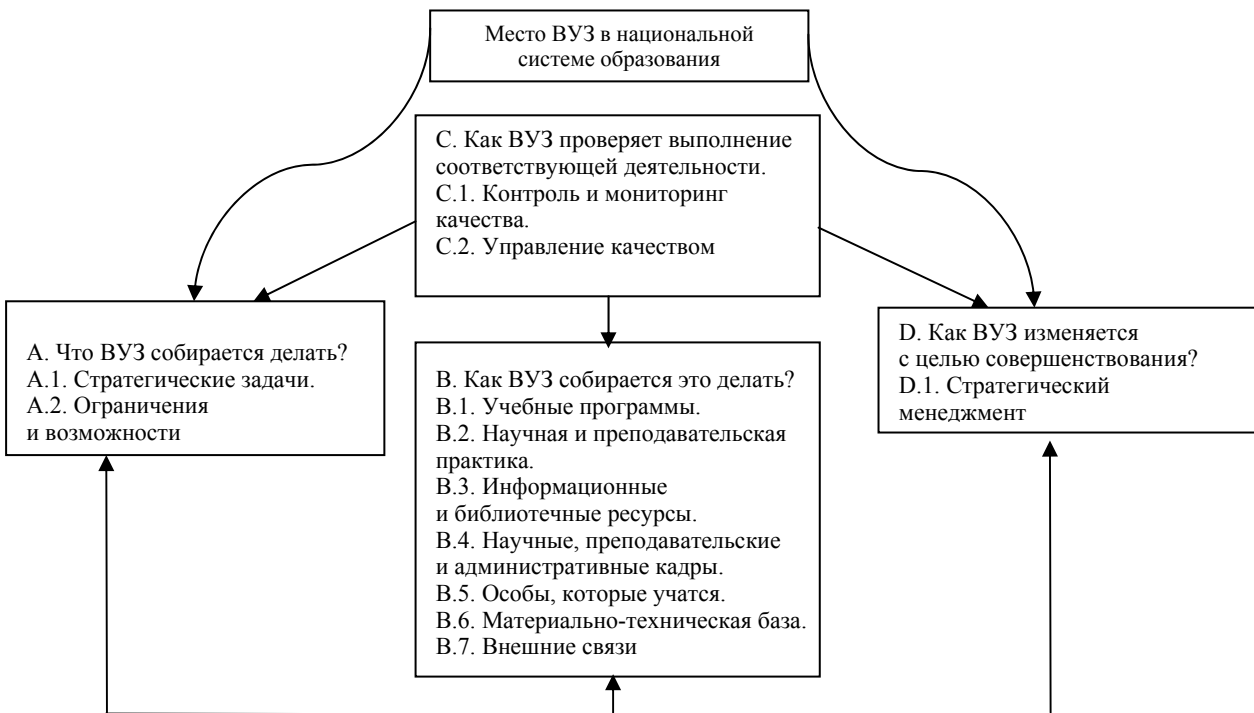 Место ВУЗ в национальной
системе образования
С. Как ВУЗ проверяет выполнение
соответствующей деятельности.
С.1. Контроль и мониторинг
качества.
С.2. Управление качеством
А. Что ВУЗ собирается делать?
А.1. Стратегические задачи.
А.2. Ограничения
и возможности
В. Как ВУЗ собирается это делать?
В.1. Учебные программы.
В.2. Научная и преподавательская
практика.
В.3. Информационные
и библиотечные ресурсы.
В.4. Научные, преподавательские
и административные кадры.
В.5. Особы, которые учатся.
В.6. Материально-техническая база.
В.7. Внешние связи
D. Как ВУЗ изменяется
с целью совершенствования?
D.1. Стратегический
менеджмент